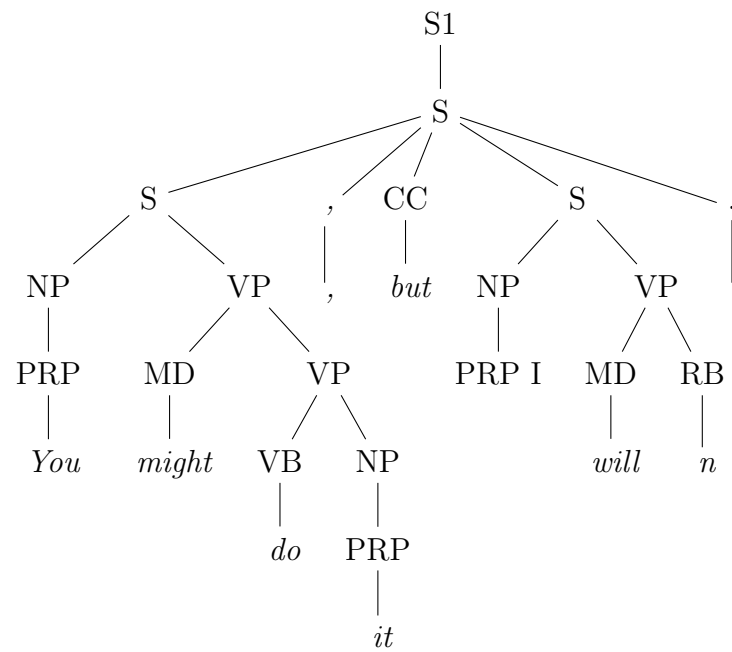 S1
S
S , CC S .
NP VP , but NP VP
PRP MD VP PRP I MD RB
You might VB NP will n
do PRP
it